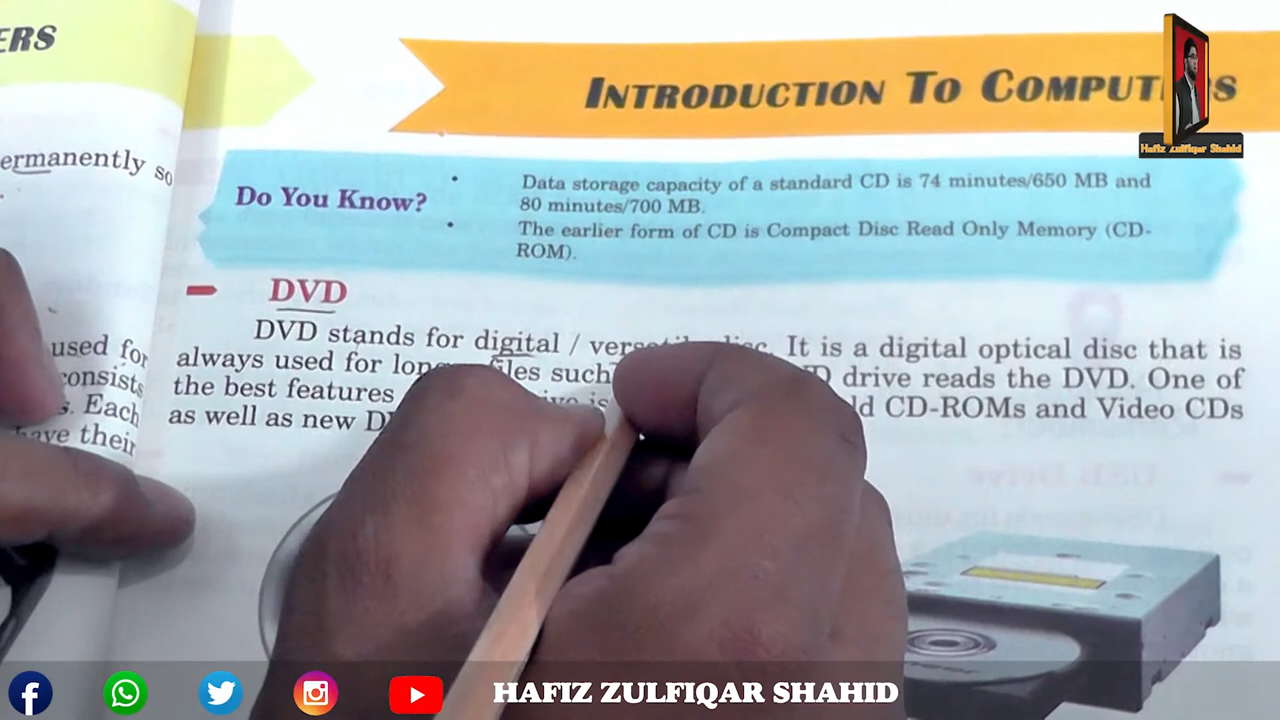 ERS
INTRODUCTION TO COMPUTERS
Hafiz Zulfiqar Shahid
ermanently so
Do You Know?
• Data storage capacity of a standard CD is 74 minutes/650 MB and
80 minutes/700 MB.
• The earlier form of CD is Compact Disc Read Only Memory (CD-
ROM).
DVD
DVD stands for digital / disc. It is a digital optical disc that is
always used for files such drive reads the DVD. One of
the best features is CD-ROMs and Video CDs
as well as new
used for
consists
Each
have their
HAFIZ ZULFIQAR SHAHID